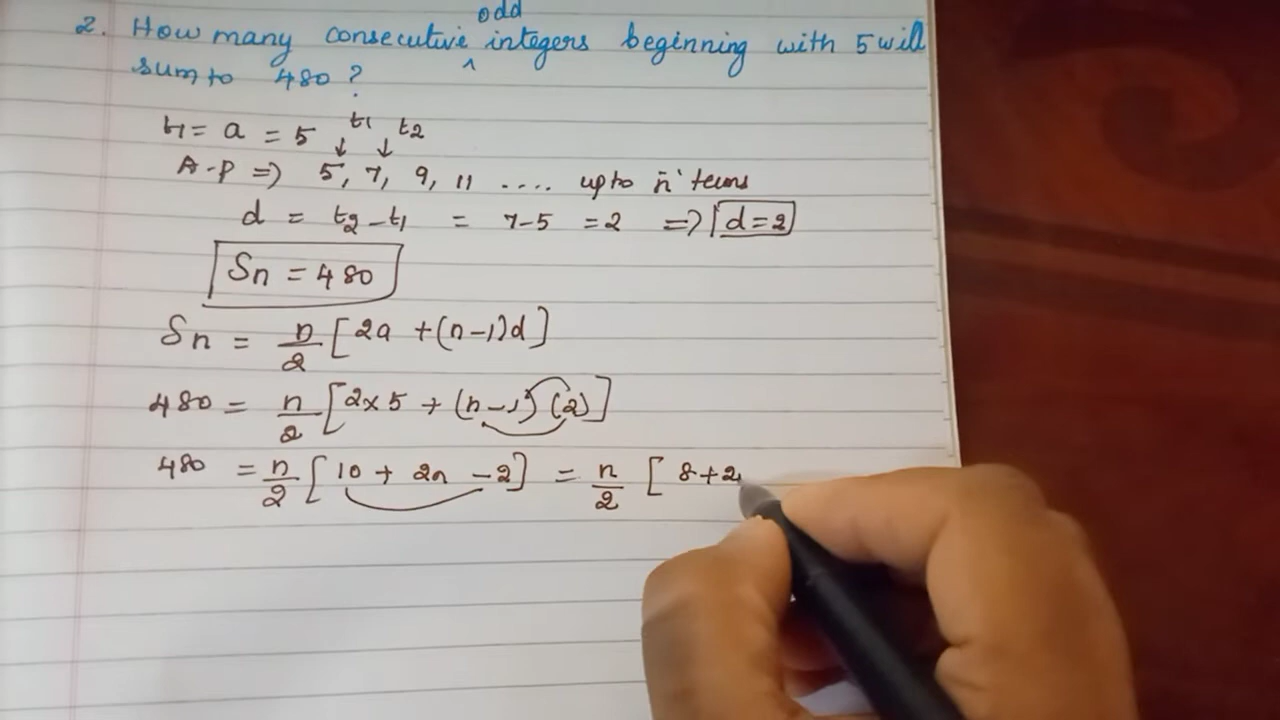 2. How many consecutive ^ odd integers beginning with 5 will
sum to 480 ?
t1 = a = 5 t1 t2
A-P => 5, 7, 9, 11 .... upto 'n' terms
d = t2 - t1 = 7-5 = 2 => d = 2
Sn = 480
Sn = n/2 [2a + (n-1)d]
480 = n/2 [2×5 + (n-1)(2)]
480 = n/2 [10 + 2n - 2] = n/2 [8+2